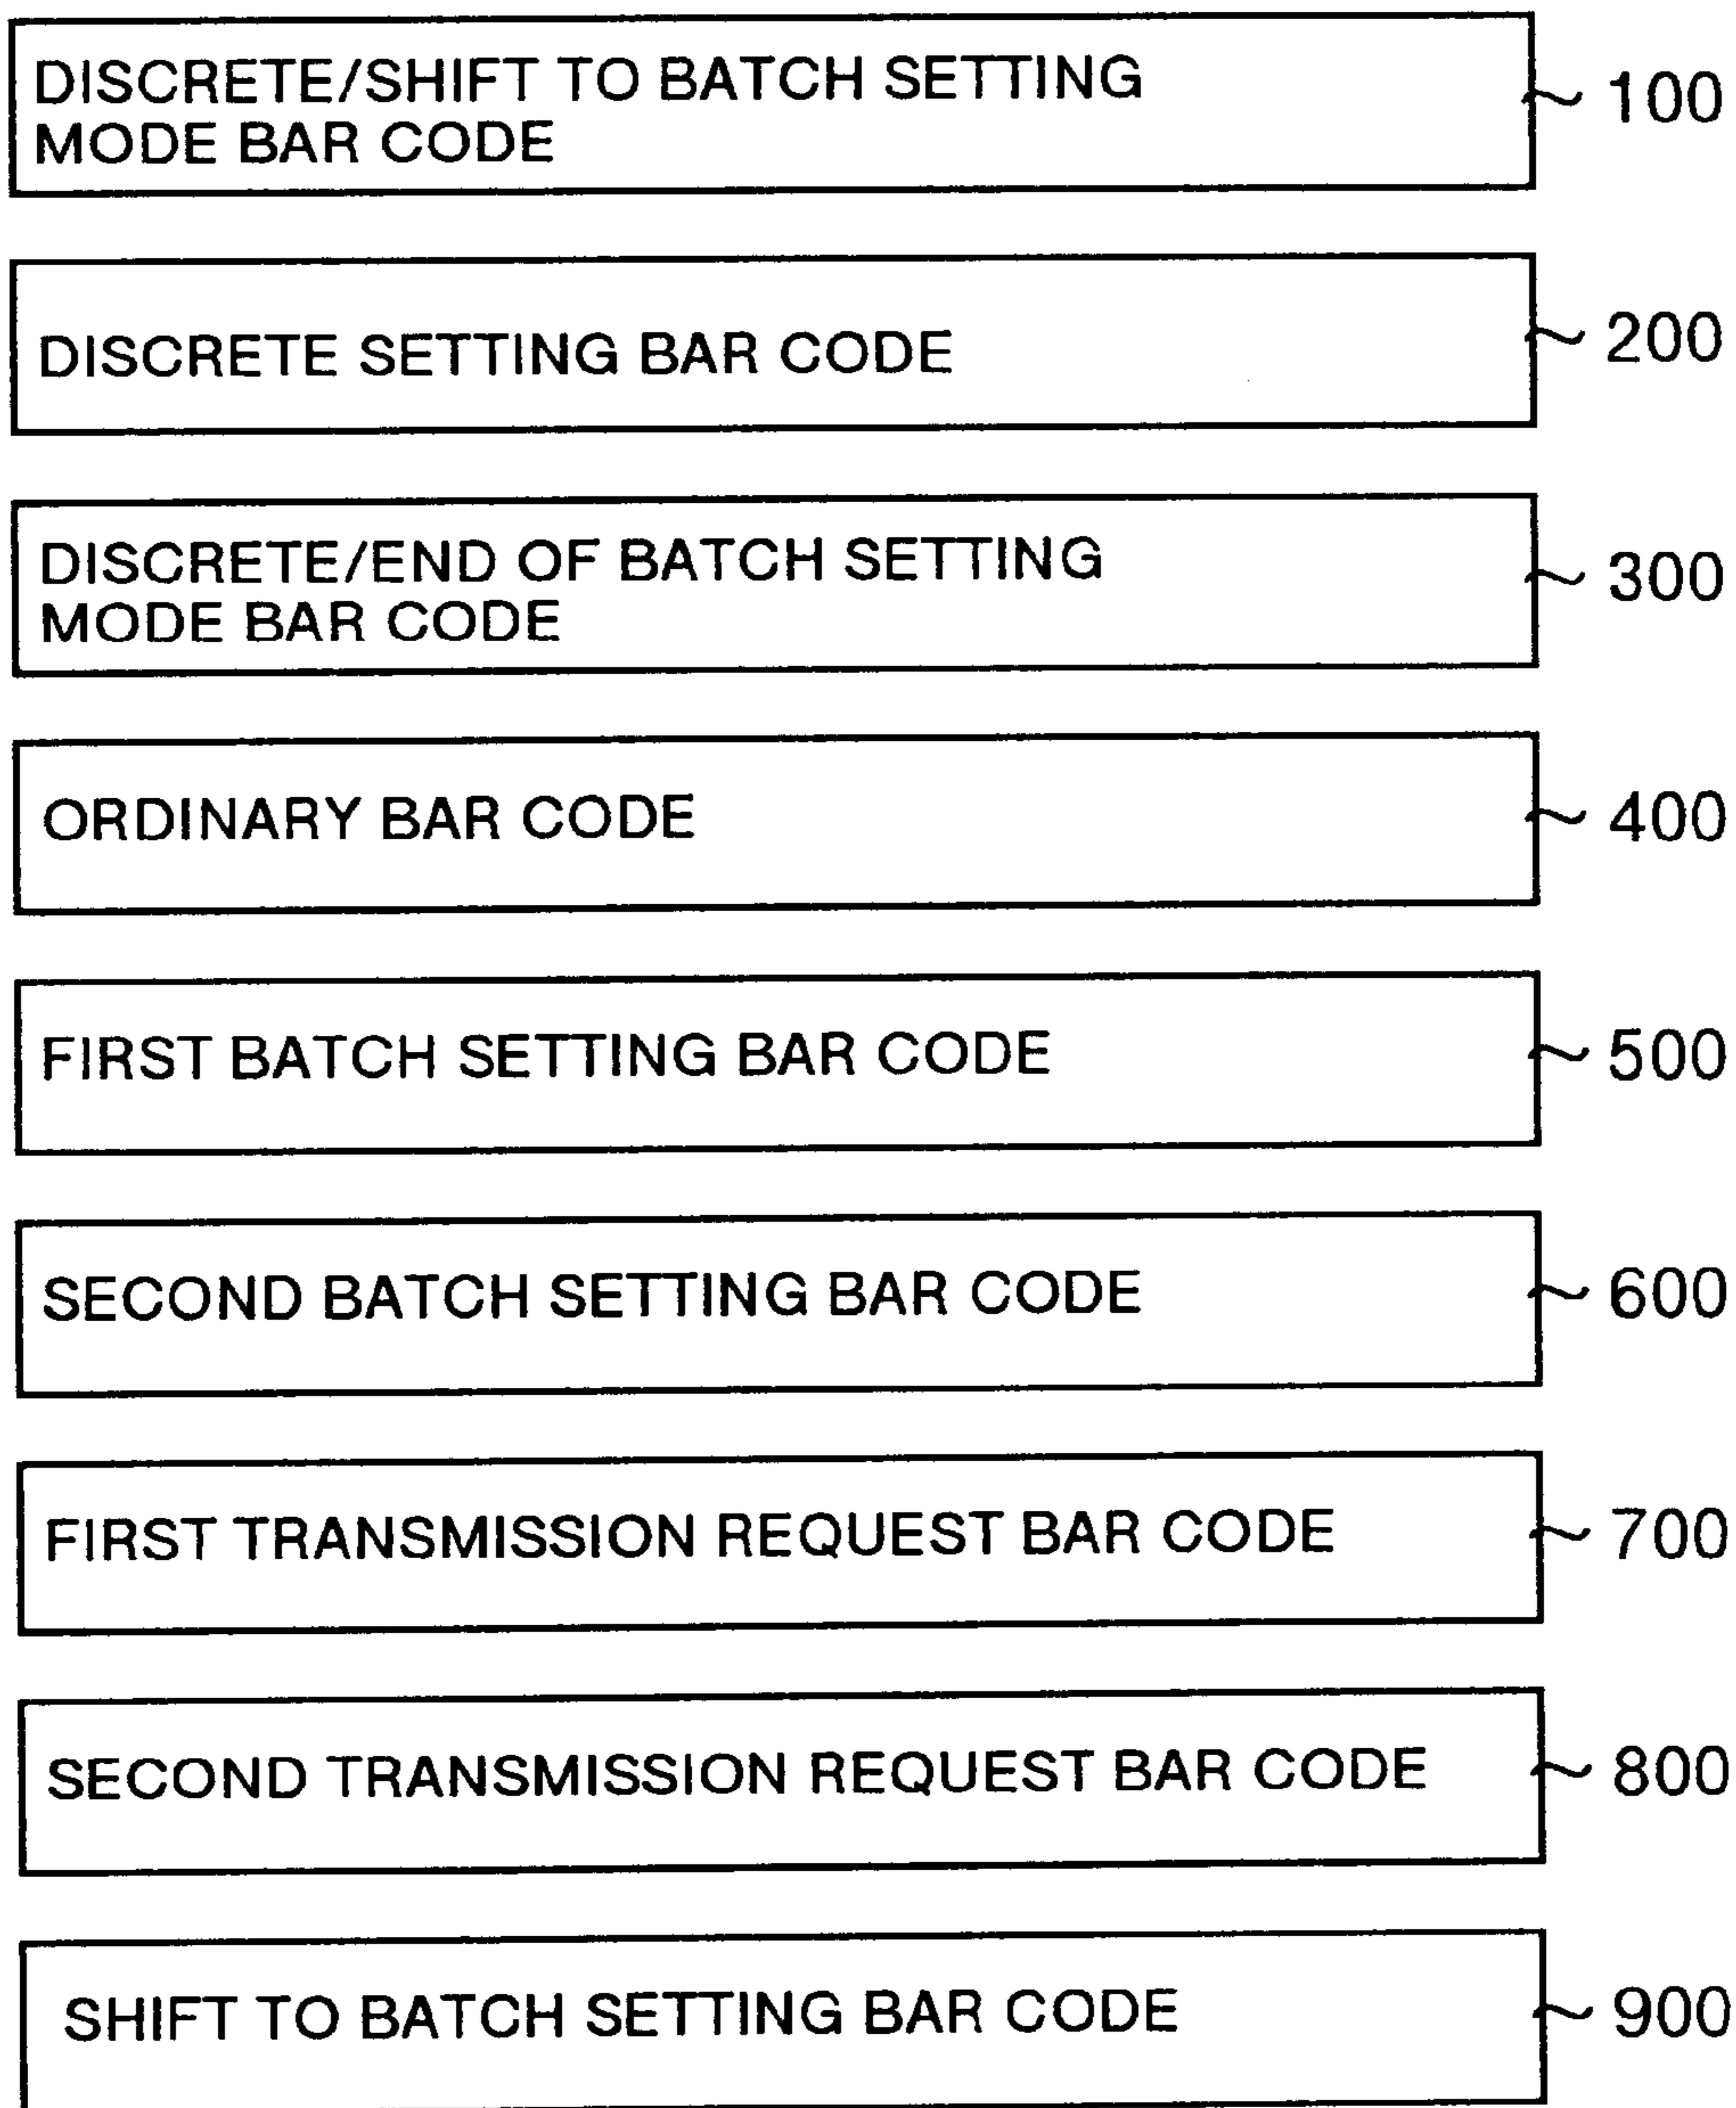 DISCRETE/SHIFT TO BATCH SETTING
MODE BAR CODE
100
DISCRETE SETTING BAR CODE
200
DISCRETE/END OF BATCH SETTING
MODE BAR CODE
300
ORDINARY BAR CODE
400
FIRST BATCH SETTING BAR CODE
500
SECOND BATCH SETTING BAR CODE
600
FIRST TRANSMISSION REQUEST BAR CODE
700
SECOND TRANSMISSION REQUEST BAR CODE
800
SHIFT TO BATCH SETTING BAR CODE
900